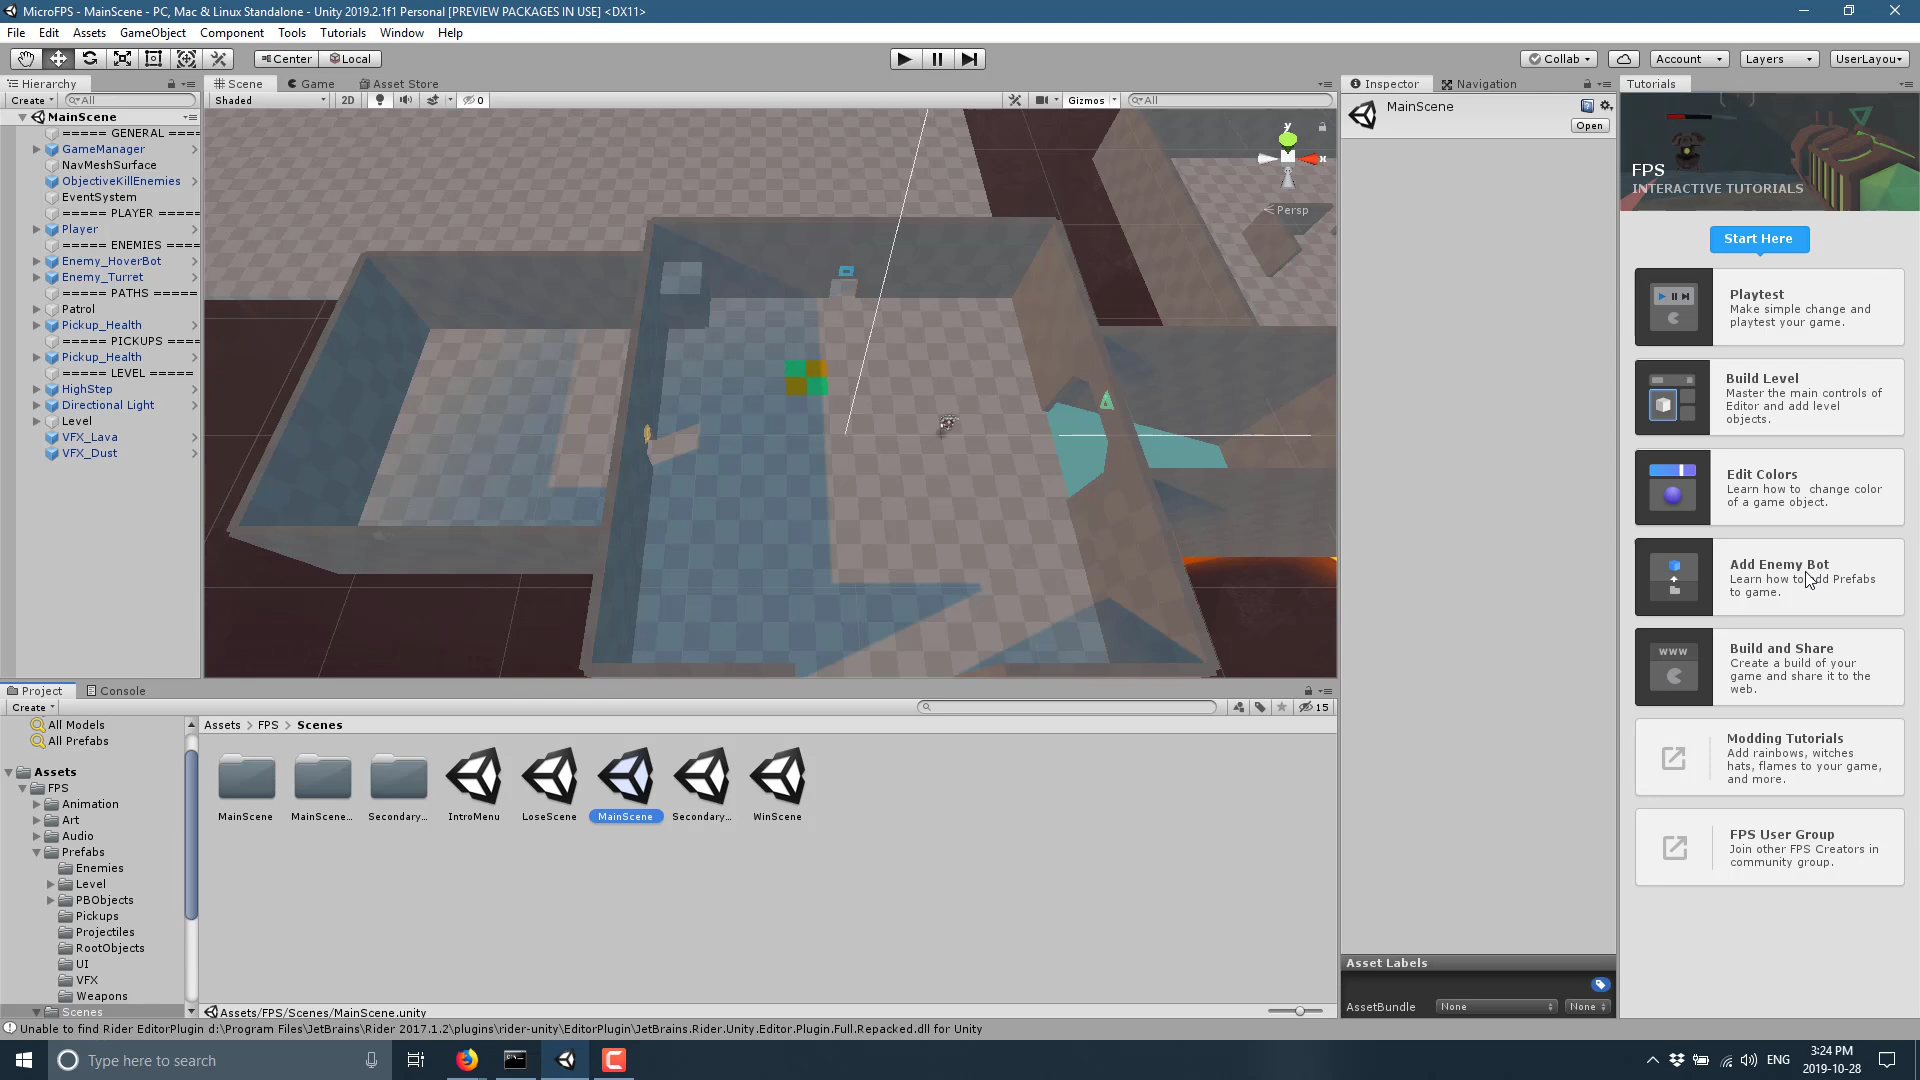 MicroFPS - MainScene - PC, Mac & Linux Standalone - Unity 2019.2.1f1 Personal [PREVIEW PACKAGES IN USE] <DX11>
File Edit Assets GameObject Component Tools Tutorials Window Help
Center Local Collab Account Layers UserLayou
Hierarchy
Create All
MainScene
===== GENERAL ====
GameManager
NavMeshSurface
ObjectiveKillEnemies
EventSystem
===== PLAYER =====
Player
===== ENEMIES ====
Enemy_HoverBot
Enemy_Turret
===== PATHS =====
Patrol
Pickup_Health
===== PICKUPS ====
Pickup_Health
===== LEVEL =====
HighStep
Directional Light
Level
VFX_Lava
VFX_Dust
Scene Game Asset Store
Shaded 2D 0 Gizmos All
y
x
Persp
Inspector Navigation
MainScene
Open
Asset Labels
AssetBundle None None
Tutorials
FPS
INTERACTIVE TUTORIALS
Start Here
Playtest
Make simple change and
playtest your game.
Build Level
Master the main controls of
Editor and add level
objects.
Edit Colors
Learn how to change color
of a game object.
Add Enemy Bot
Learn how to add Prefabs
to game.
WWW
Build and Share
Create a build of your
game and share it to the
web.
Modding Tutorials
Add rainbows, witches
hats, flames to your game,
and more.
FPS User Group
Join other FPS Creators in
community group.
Project Console
Create 15
All Models
All Prefabs
Assets
FPS
Animation
Art
Audio
Prefabs
Enemies
Level
PBObjects
Pickups
Projectiles
RootObjects
UI
VFX
Weapons
Scenes
Assets > FPS > Scenes
MainScene MainScene... Secondary... IntroMenu LoseScene MainScene Secondary... WinScene
Assets/FPS/Scenes/MainScene.unity
Unable to find Rider EditorPlugin d:\Program Files\JetBrains\Rider 2017.1.2\plugins\rider-unity\EditorPlugin\JetBrains.Rider.Unity.Editor.Plugin.Full.Repacked.dll for Unity
Type here to search
ENG
3:24 PM
2019-10-28